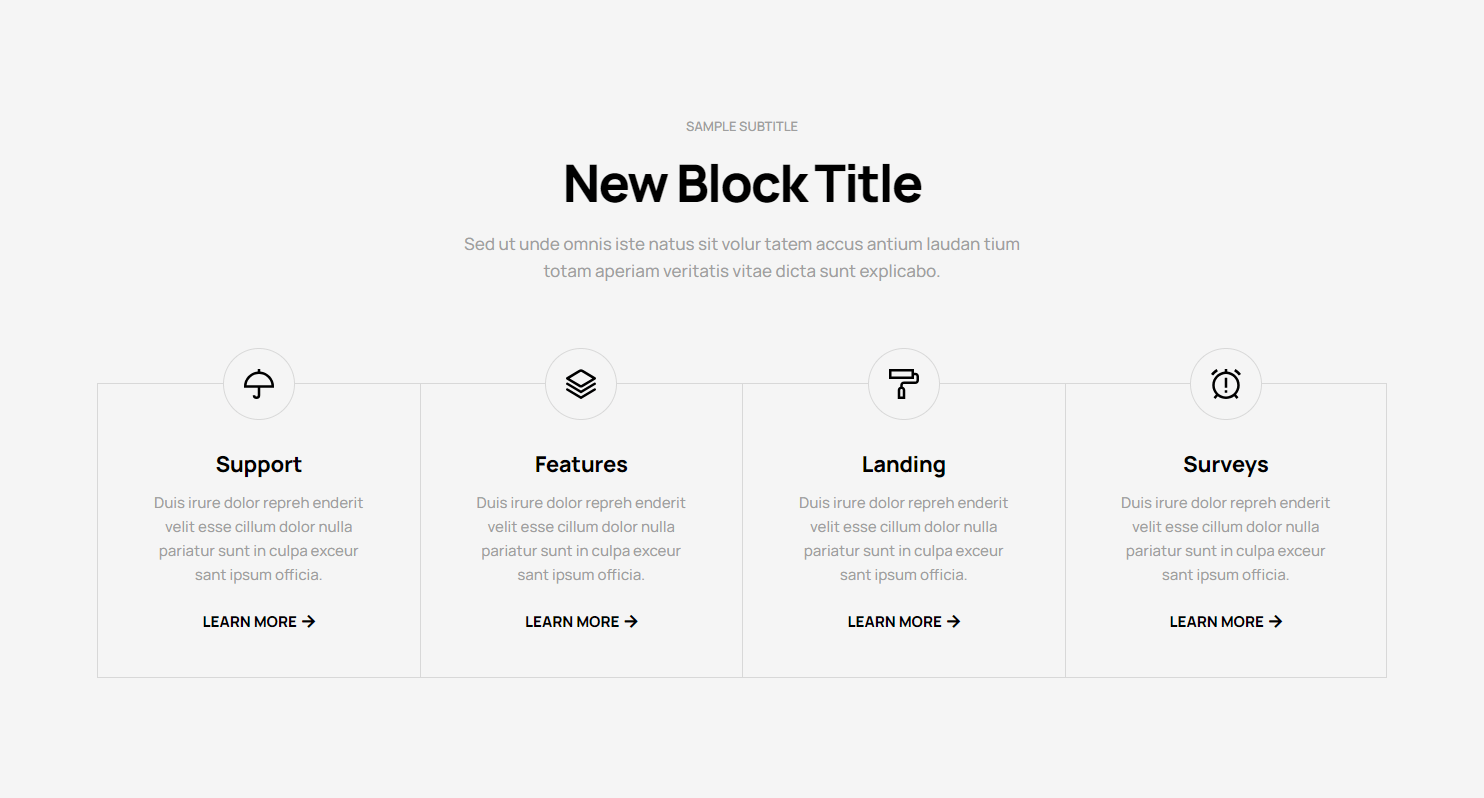 SAMPLE SUBTITLE
New Block Title
Sed ut unde omnis iste natus sit volur tatem accus antium laudan tium
totam aperiam veritatis vitae dicta sunt explicabo.
Support
Duis irure dolor repreh enderit
velit esse cillum dolor nulla
pariatur sunt in culpa exceur
sant ipsum officia.
LEARN MORE →
Features
Duis irure dolor repreh enderit
velit esse cillum dolor nulla
pariatur sunt in culpa exceur
sant ipsum officia.
LEARN MORE →
Landing
Duis irure dolor repreh enderit
velit esse cillum dolor nulla
pariatur sunt in culpa exceur
sant ipsum officia.
LEARN MORE →
Surveys
Duis irure dolor repreh enderit
velit esse cillum dolor nulla
pariatur sunt in culpa exceur
sant ipsum officia.
LEARN MORE →